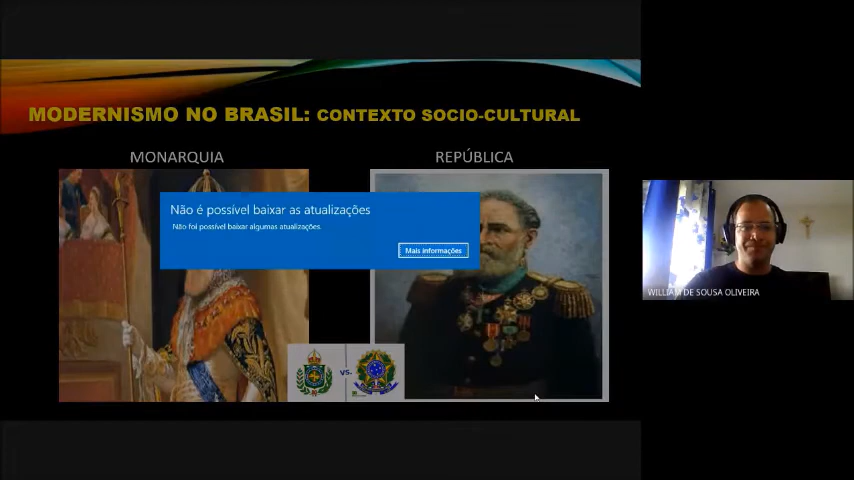 MODERNISMO NO BRASIL: CONTEXTO SOCIO-CULTURAL
MONARQUIA
REPÚBLICA
Não é possível baixar as atualizações
Não foi possível baixar algumas atualizações.
Mais informações
VS.
WILLIAM DE SOUSA OLIVEIRA